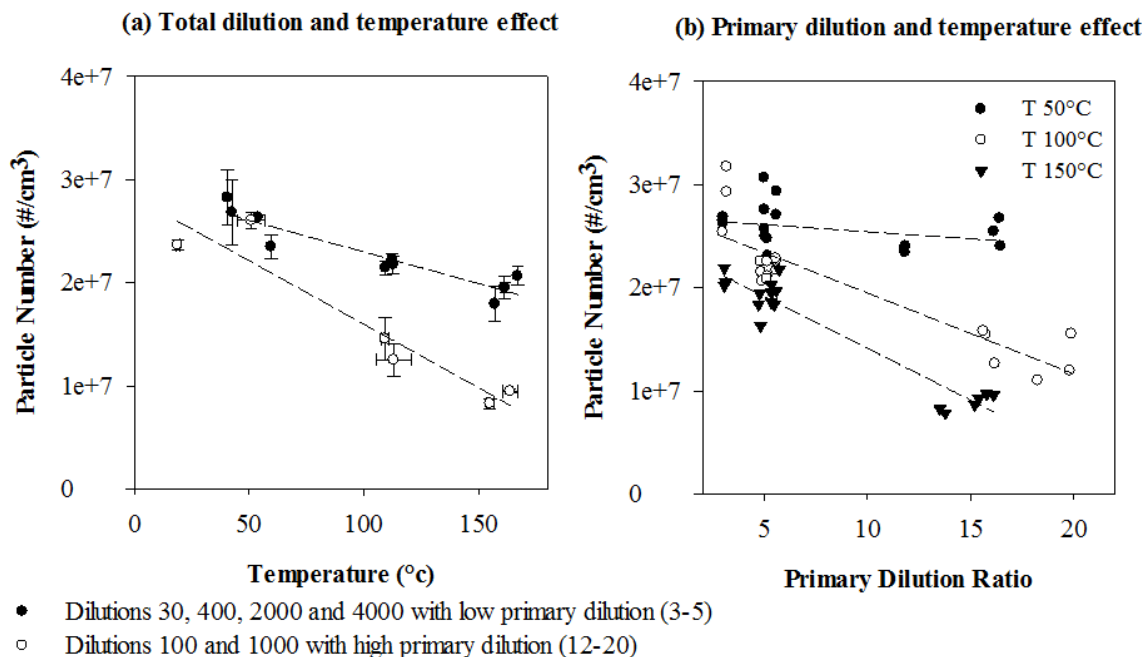 (a) Total dilution and temperature effect
Particle Number (#/cm³)
4e+7
3e+7
2e+7
1e+7
0
0 50 100 150
Temperature (°c)
(b) Primary dilution and temperature effect
Particle Number (#/cm³)
4e+7
3e+7
2e+7
1e+7
0
T 50°C
T 100°C
T 150°C
5 10 15 20
Primary Dilution Ratio
Dilutions 30, 400, 2000 and 4000 with low primary dilution (3-5)
Dilutions 100 and 1000 with high primary dilution (12-20)